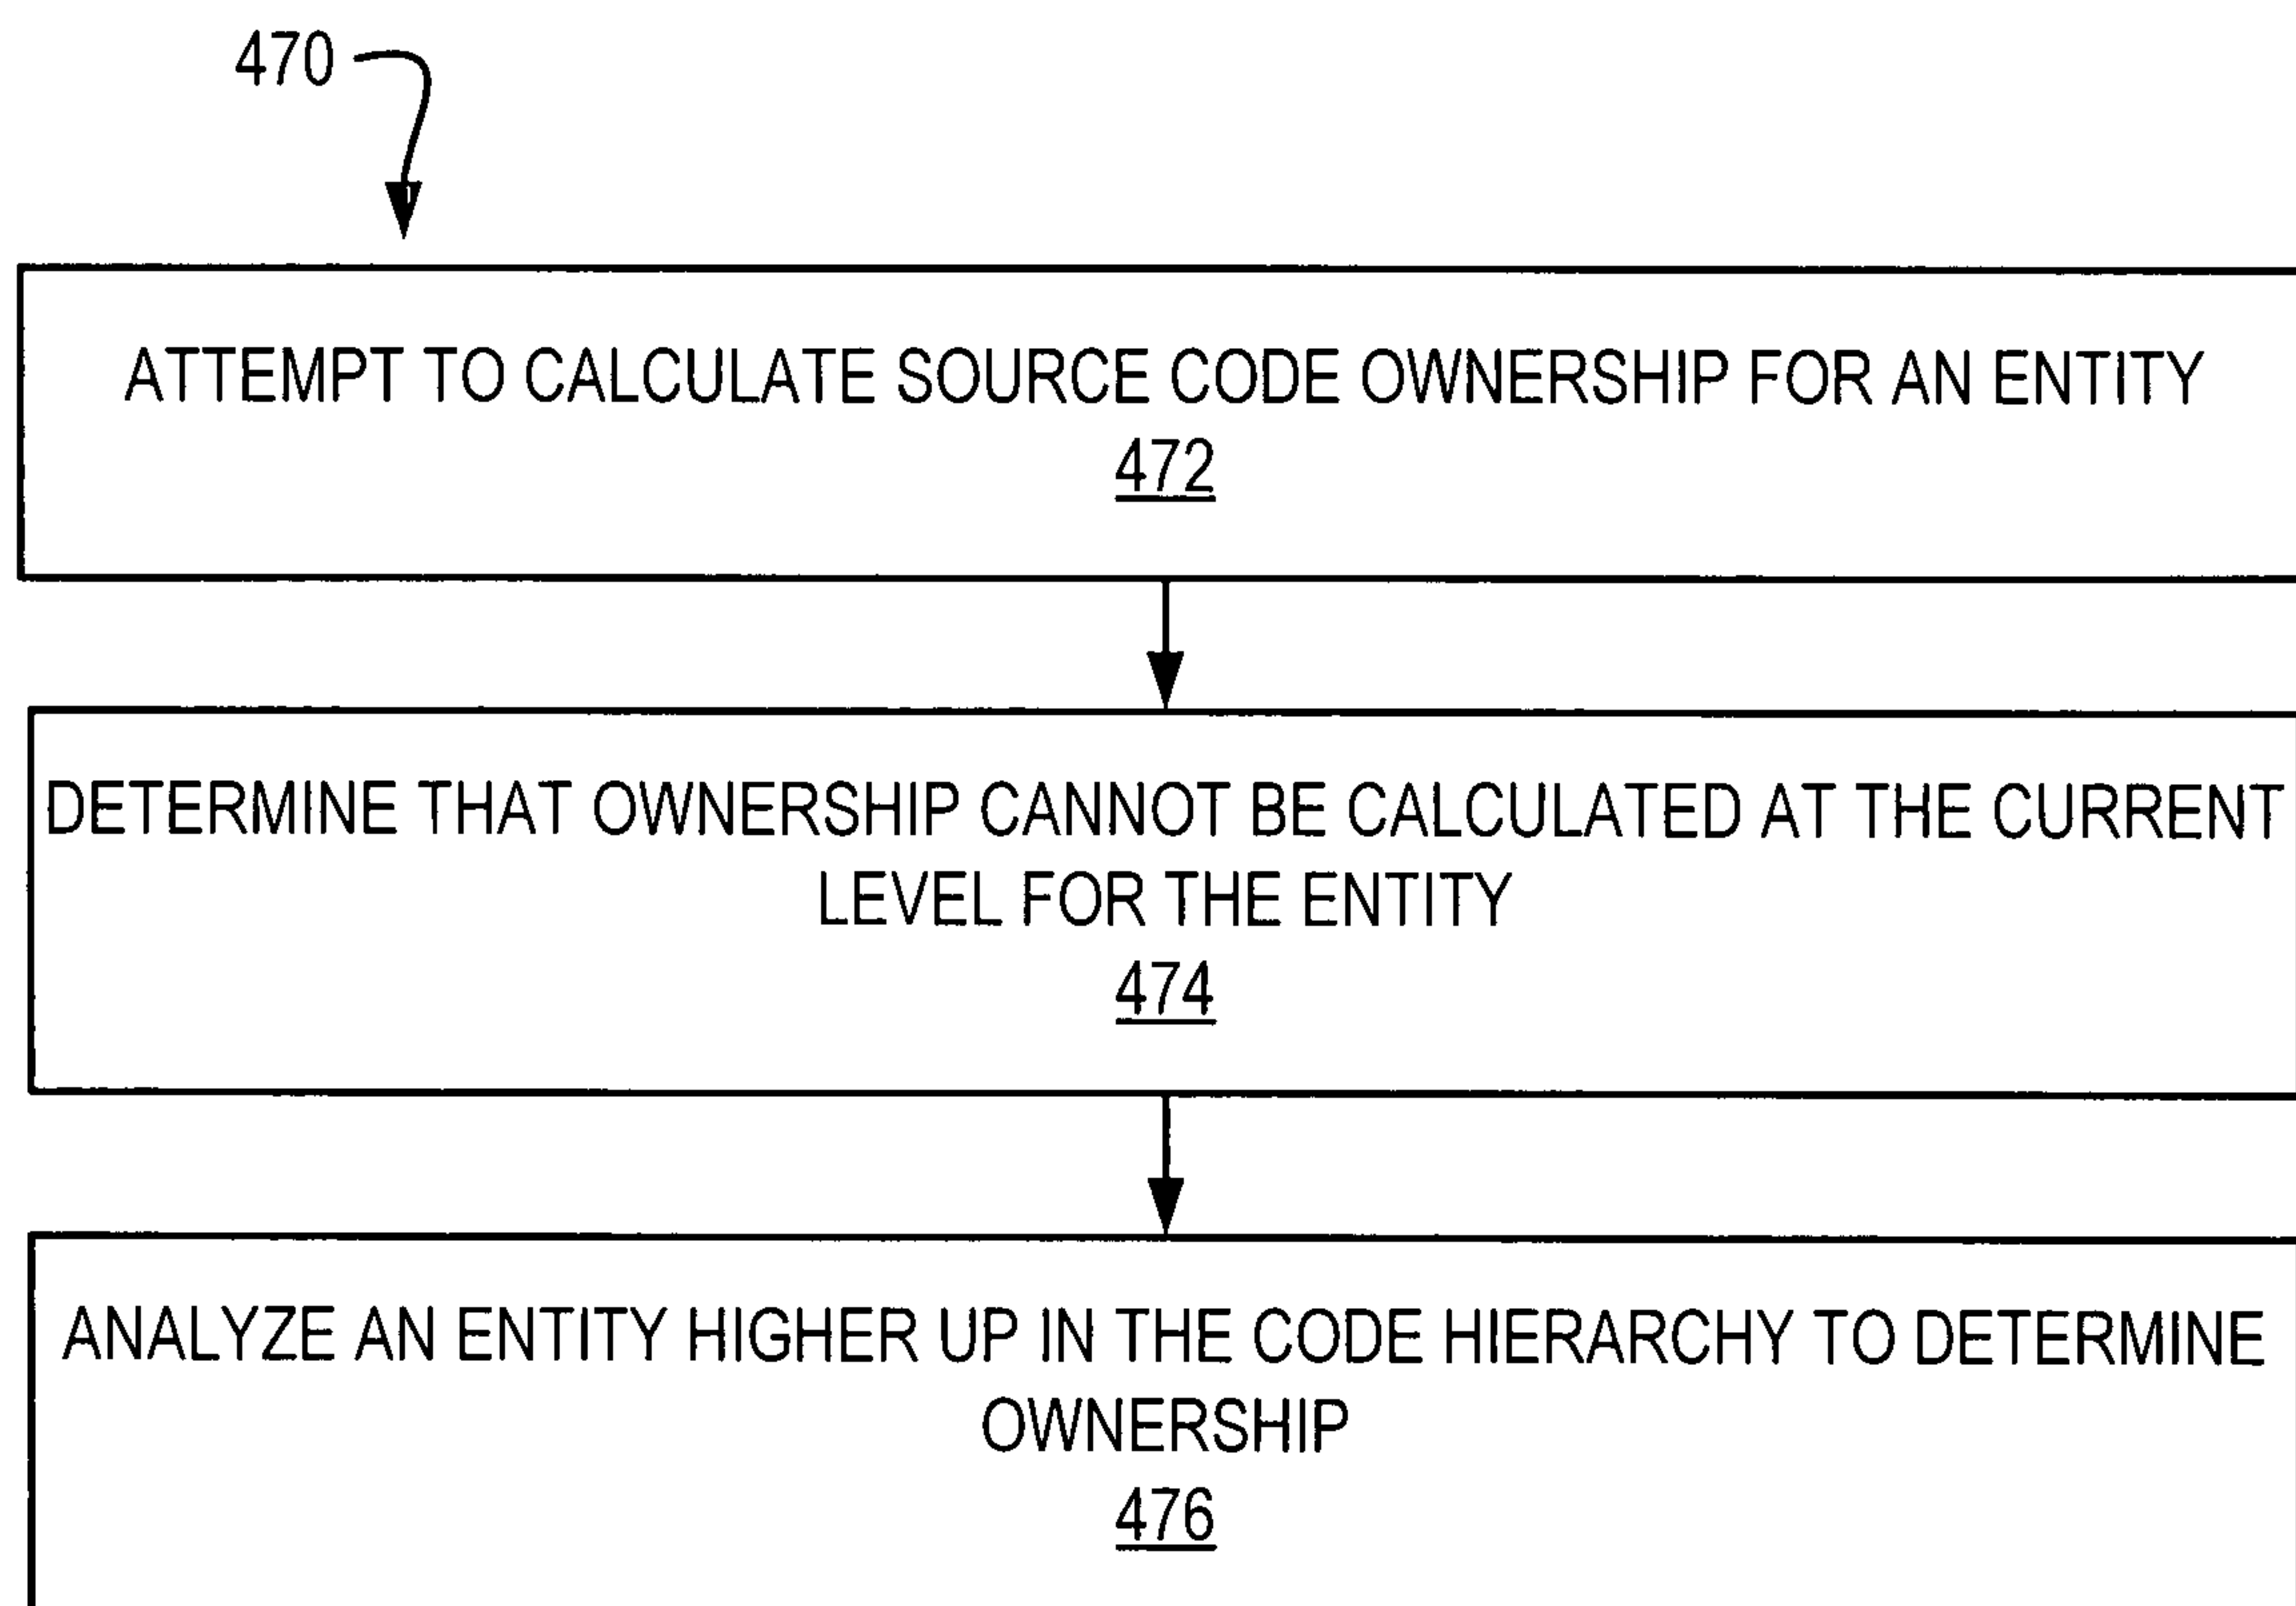 470
ATTEMPT TO CALCULATE SOURCE CODE OWNERSHIP FOR AN ENTITY
472
DETERMINE THAT OWNERSHIP CANNOT BE CALCULATED AT THE CURRENT
LEVEL FOR THE ENTITY
474
ANALYZE AN ENTITY HIGHER UP IN THE CODE HIERARCHY TO DETERMINE
OWNERSHIP
476